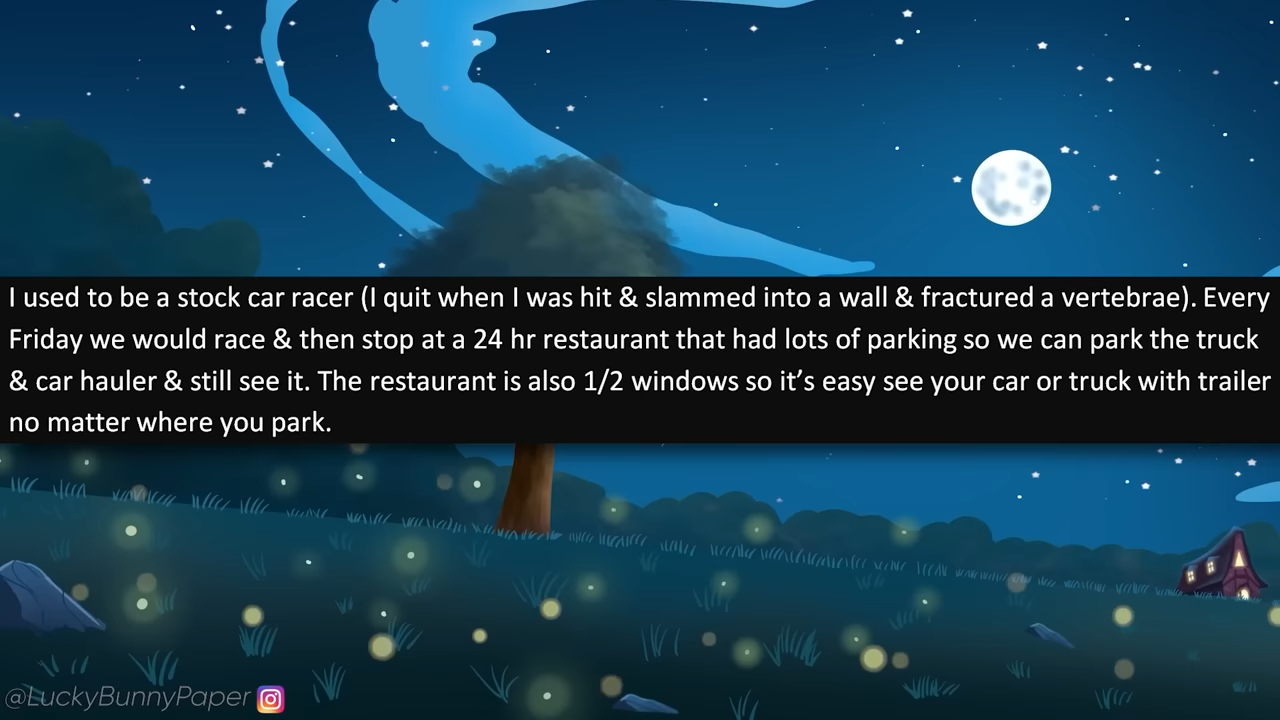 I used to be a stock car racer (I quit when I was hit & slammed into a wall & fractured a vertebrae). Every
Friday we would race & then stop at a 24 hr restaurant that had lots of parking so we can park the truck
& car hauler & still see it. The restaurant is also 1/2 windows so it’s easy see your car or truck with trailer
no matter where you park.
@LuckyBunnyPaper